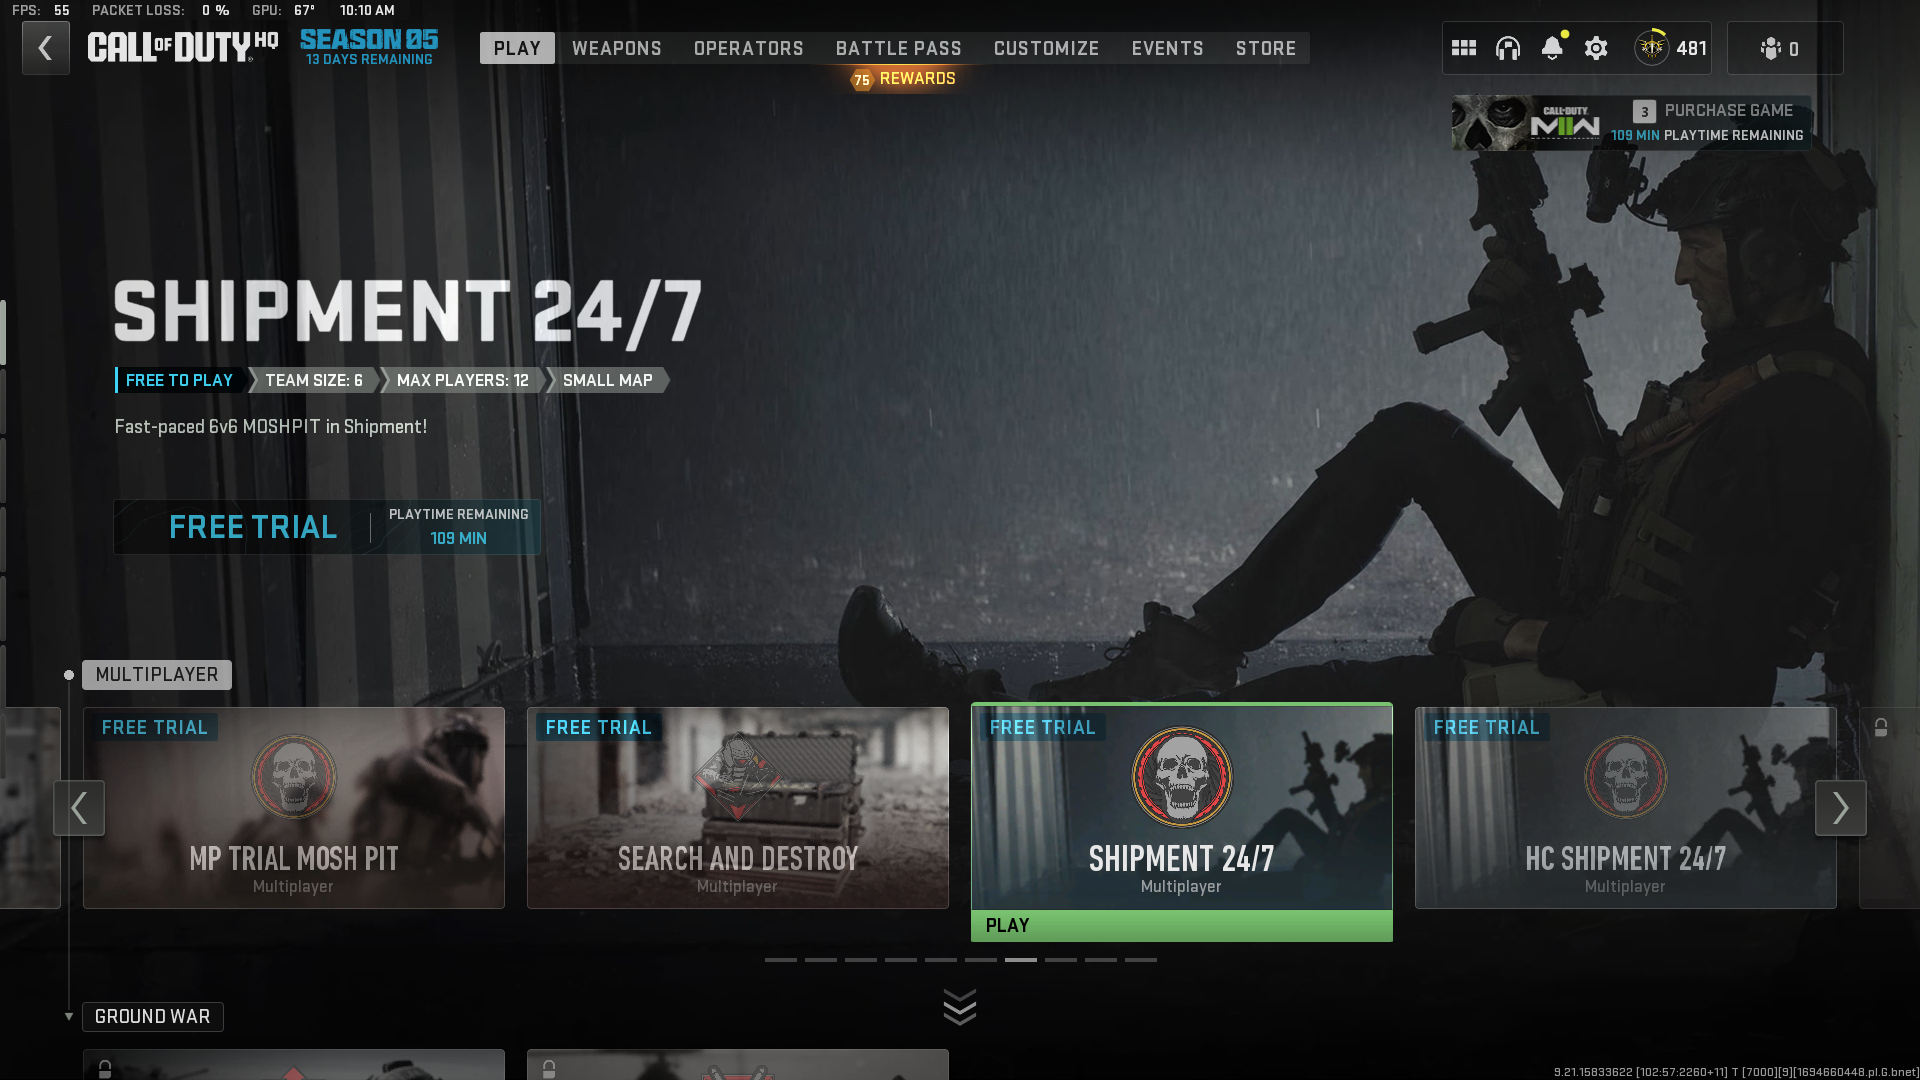 FPS: 55 PACKET LOSS: 0 % GPU: 67° 10:10 AM
CALL OF DUTY HQ
SEASON 05
13 DAYS REMAINING
PLAY WEAPONS OPERATORS BATTLE PASS CUSTOMIZE EVENTS STORE
75 REWARDS
481
0
CALL OF DUTY
MWII
3 PURCHASE GAME
109 MIN PLAYTIME REMAINING
SHIPMENT 24/7
FREE TO PLAY TEAM SIZE: 6 MAX PLAYERS: 12 SMALL MAP
Fast-paced 6v6 MOSHPIT in Shipment!
FREE TRIAL
PLAYTIME REMAINING
109 MIN
MULTIPLAYER
FREE TRIAL
MP TRIAL MOSH PIT
Multiplayer
FREE TRIAL
SEARCH AND DESTROY
Multiplayer
FREE TRIAL
SHIPMENT 24/7
Multiplayer
PLAY
FREE TRIAL
HC SHIPMENT 24/7
Multiplayer
GROUND WAR
9.21.15833622 [102:57:2260+11] T [7000][9][1694660448.pl.G.bnet]